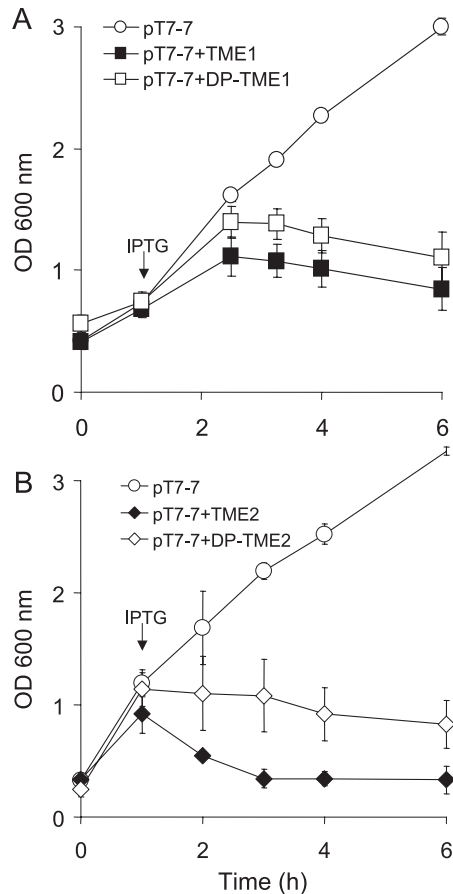 A
pT7-7
pT7-7+TME1
pT7-7+DP-TME1
3
2
1
0
OD 600 nm
IPTG
0 2 4 6
B
pT7-7
pT7-7+TME2
pT7-7+DP-TME2
3
2
1
0
OD 600 nm
IPTG
0 2 4 6
Time (h)